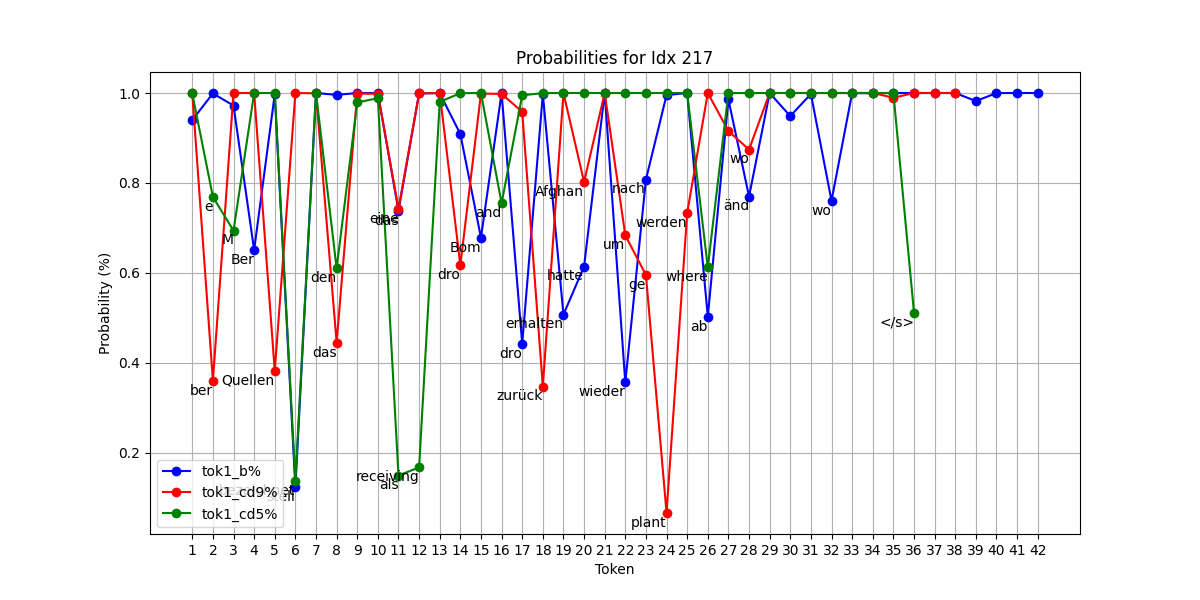 Probabilities for Idx 217
Probability (%)
1.0
0.8
0.6
0.4
0.2
wo
Afghan
nach
e
änd
wo
and
eine
das
werden
M
um
Bom
Ber
den
dro
hatte
where
ge
erhalten
</s>
ab
das
dro
Quellen
ber
wieder
zurück
receiving
als
stell
plant
tok1_b%
tok1_cd9%
tok1_cd5%
1 2 3 4 5 6 7 8 9 10 11 12 13 14 15 16 17 18 19 20 21 22 23 24 25 26 27 28 29 30 31 32 33 34 35 36 37 38 39 40 41 42
Token